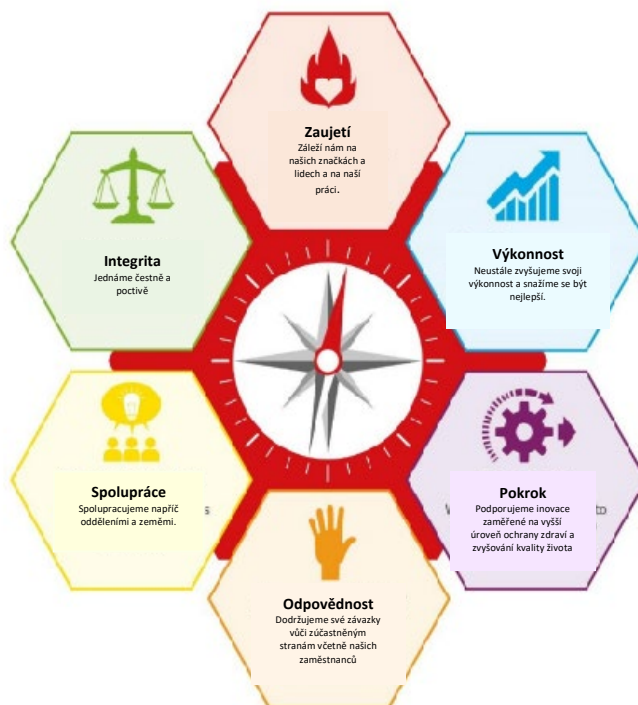 Zaujetí
Záleží nám na
našich značkách a
lidech a na naší
práci.
Integrita
Jednáme čestně a
poctivě
Výkonnost
Neustále zvyšujeme svoji
výkonnost a snažíme se být
nejlepší.
Spolupráce
Spolupracujeme napříč
odděleními a zeměmi.
Pokrok
Podporujeme inovace
zaměřené na vyšší
úroveň ochrany zdraví a
zvyšování kvality života
Odpovědnost
Dodržujeme své závazky
vůči zúčastněným
stranám včetně našich
zaměstnanců